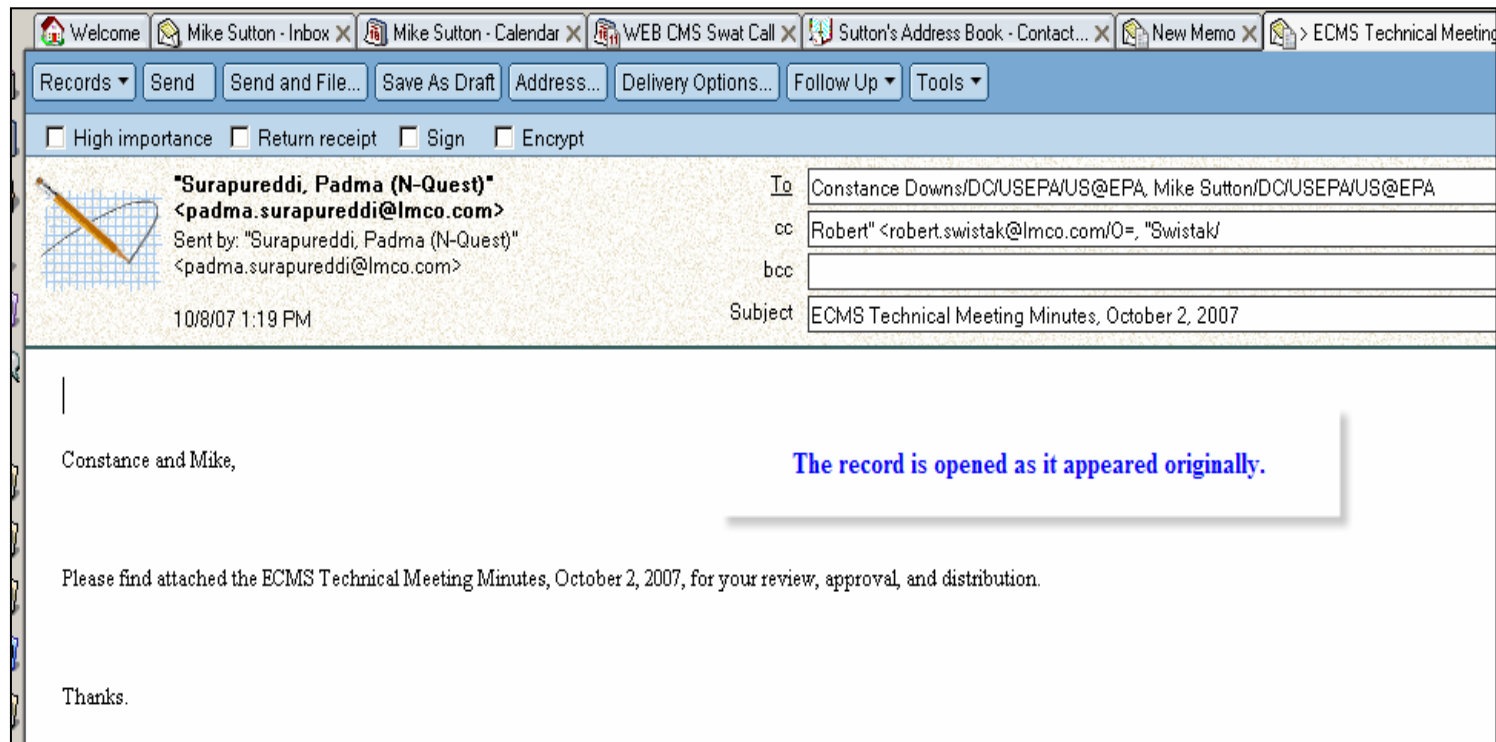 Welcome Mike Sutton - Inbox Mike Sutton - Calendar WEB CMS Swat Call Sutton's Address Book - Contact... New Memo > ECMS Technical Meeting
Records Send Send and File... Save As Draft Address... Delivery Options... Follow Up Tools
High importance Return receipt Sign Encrypt
"Surapureddi, Padma (N-Quest)"
<padma.surapureddi@lmco.com>
Sent by: "Surapureddi, Padma (N-Quest)"
<padma.surapureddi@lmco.com>
10/8/07 1:19 PM
To Constance Downs/DC/USEPA/US@EPA, Mike Sutton/DC/USEPA/US@EPA
cc Robert" <robert.swistak@lmco.com/O=, "Swistak/
bcc
Subject ECMS Technical Meeting Minutes, October 2, 2007
Constance and Mike,
The record is opened as it appeared originally.
Please find attached the ECMS Technical Meeting Minutes, October 2, 2007, for your review, approval, and distribution.
Thanks.